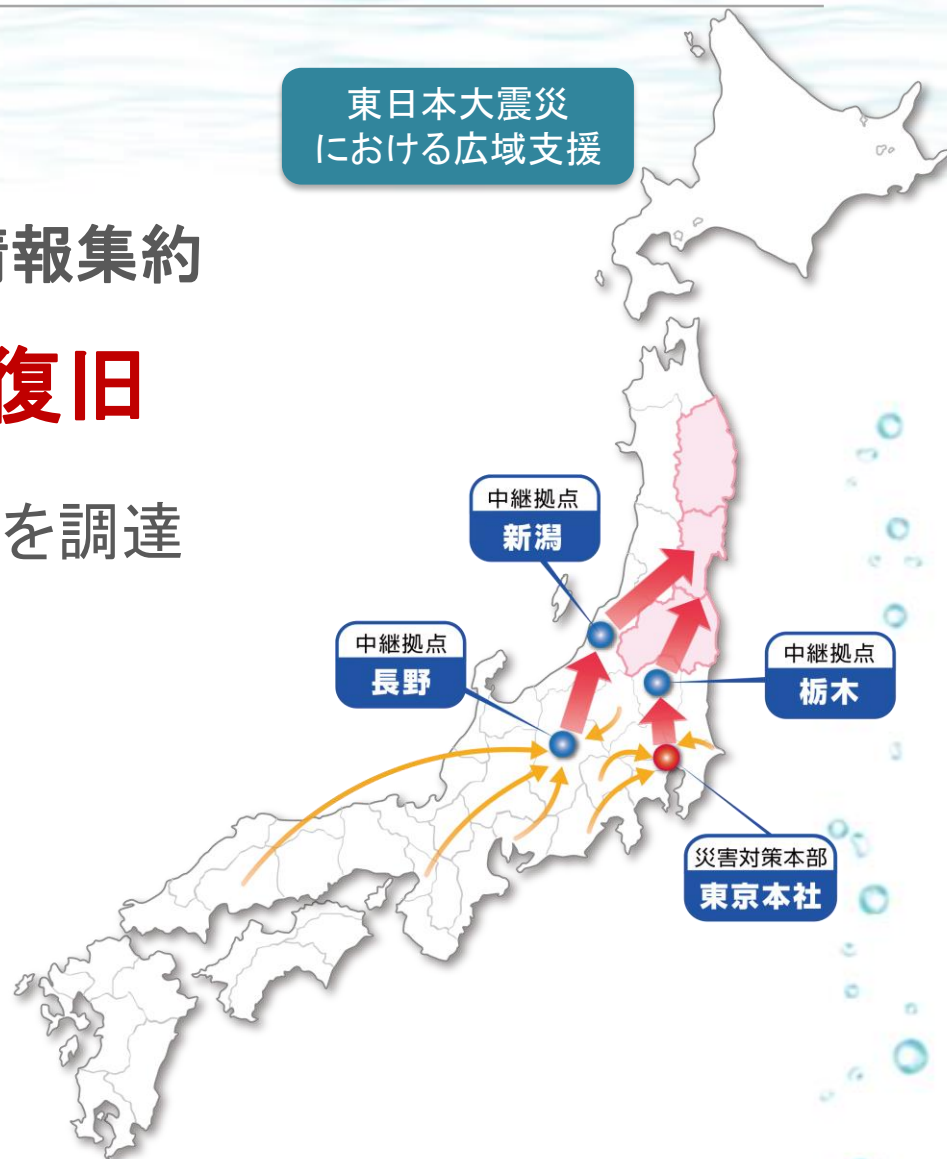 東日本大震災
における広域支援
情報集約
復旧
を調達
中継拠点
新潟
中継拠点
長野
中継拠点
栃木
災害対策本部
東京本社